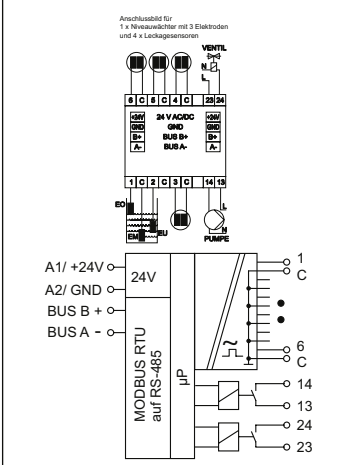 Anschlussbild für
1 x Niveauwächter mit 3 Elektroden
und 4 x Leckagesensoren
VENTIL
N
L
6 C 5 C 4 C 23 24
+24V 24 V AC/DC +24V
GND GND GND
B+ BUS B+ B+
A- BUS A- A-
1 C 2 C 3 C 14 13
EO
EM
EU
L
N
PUMPE
A1/ +24V
A2/ GND
BUS B +
BUS A -
24V
MODBUS RTU
auf RS-485
µP
1
C
6
C
14
13
24
23